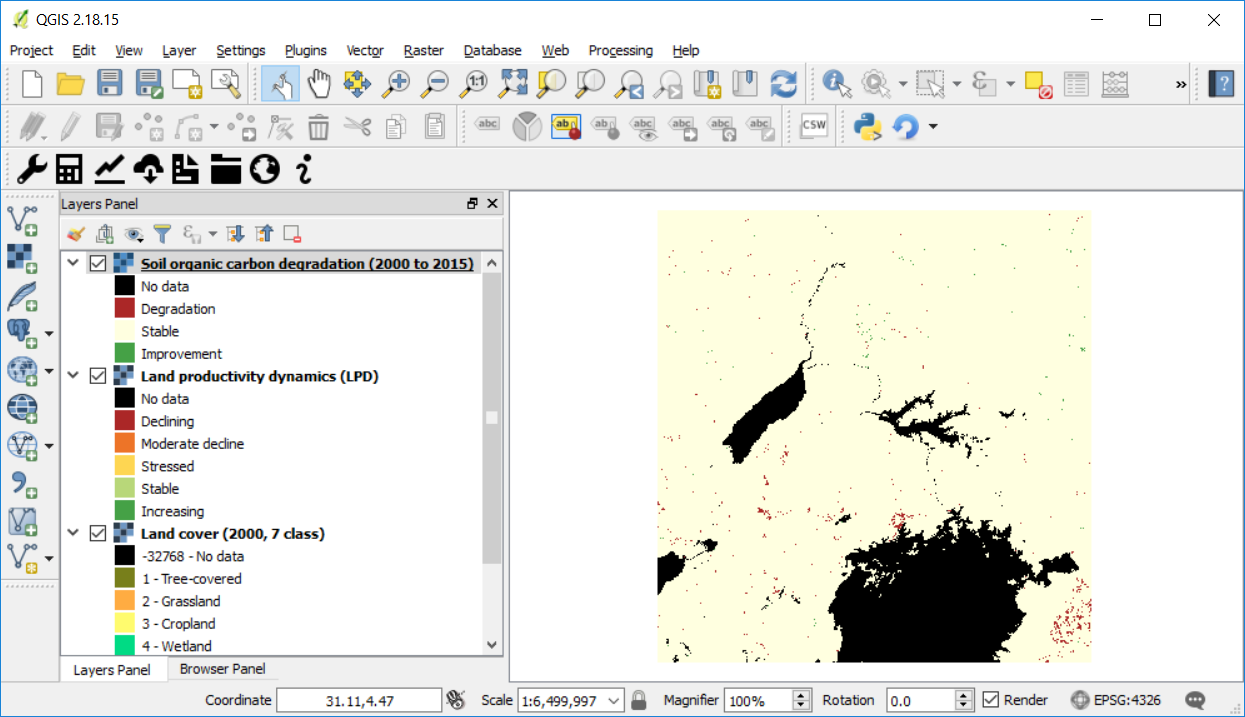 QGIS 2.18.15
Project Edit View Layer Settings Plugins Vector Raster Database Web Processing Help
1:1
» ?
abc ab ab abc abc abc abc CSW
Layers Panel
ε
Soil organic carbon degradation (2000 to 2015)
No data
Degradation
Stable
Improvement
Land productivity dynamics (LPD)
No data
Declining
Moderate decline
Stressed
Stable
Increasing
Land cover (2000, 7 class)
-32768 - No data
1 - Tree-covered
2 - Grassland
3 - Cropland
4 - Wetland
Layers Panel Browser Panel
Coordinate 31.11,4.47 Scale 1:6,499,997 Magnifier 100% Rotation 0.0 Render EPSG:4326